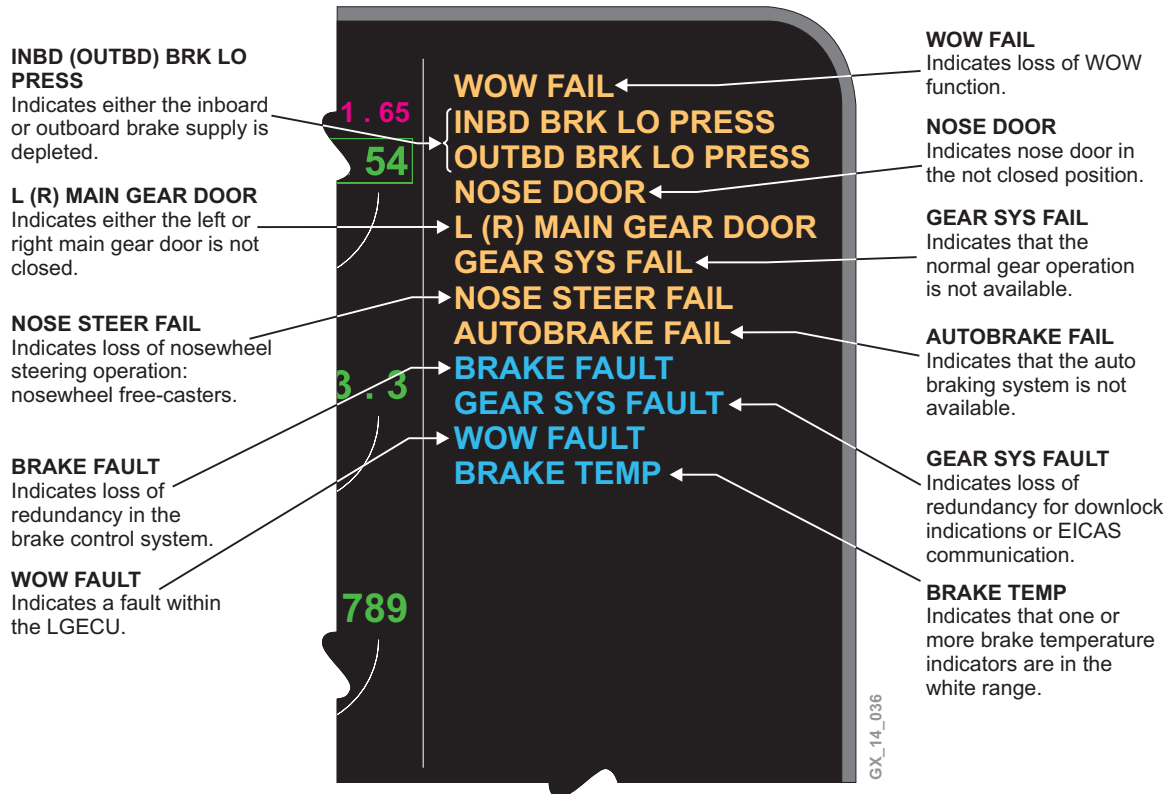 INBD (OUTBD) BRK LO
PRESS
Indicates either the inboard
or outboard brake supply is
depleted.
L (R) MAIN GEAR DOOR
Indicates either the left or
right main gear door is not
closed.
NOSE STEER FAIL
Indicates loss of nosewheel
steering operation:
nosewheel free-casters.
BRAKE FAULT
Indicates loss of
redundancy in the
brake control system.
WOW FAULT
Indicates a fault within
the LGECU.
1.65
54
3.3
789
WOW FAIL
INBD BRK LO PRESS
OUTBD BRK LO PRESS
NOSE DOOR
L (R) MAIN GEAR DOOR
GEAR SYS FAIL
NOSE STEER FAIL
AUTOBRAKE FAIL
BRAKE FAULT
GEAR SYS FAULT
WOW FAULT
BRAKE TEMP
WOW FAIL
Indicates loss of WOW
function.
NOSE DOOR
Indicates nose door in
the not closed position.
GEAR SYS FAIL
Indicates that the
normal gear operation
is not available.
AUTOBRAKE FAIL
Indicates that the auto
braking system is not
available.
GEAR SYS FAULT
Indicates loss of
redundancy for downlock
indications or EICAS
communication.
BRAKE TEMP
Indicates that one or
more brake temperature
indicators are in the
white range.
GX_14_036